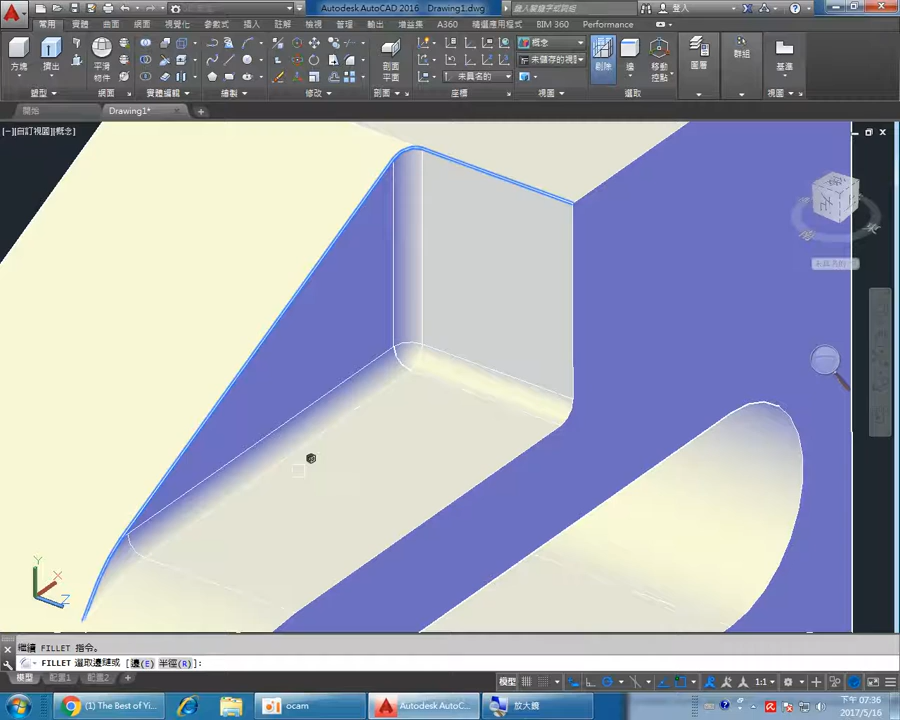 Autodesk AutoCAD 2016 Drawing1.dwg
鍵入關鍵字或片語
登入
常用 實體 曲面 網面 視覺化 參數式 插入 註解 檢視 管理 輸出 增益集 A360 精選應用程式 BIM 360 Performance
方塊 擠出 平滑物件 剖面平面 概念 未儲存的視 未具名的 刪除 邊 移動控點 圖層 群組 基準
塑型 網面 實體編輯 繪製 修改 剖面 座標 視圖 選取 視圖
開始 Drawing1*
[−][自訂視圖][概念]
Y
X
Z
繼續 FILLET 指令。
FILLET 選取邊緣或 [邊(E) 半徑(R)]:
模型 配置1 配置2 +
模型 1:1
(1) The Best of Yi... ocam Autodesk AutoC... 放大鏡
下午 07:36
2017/5/16